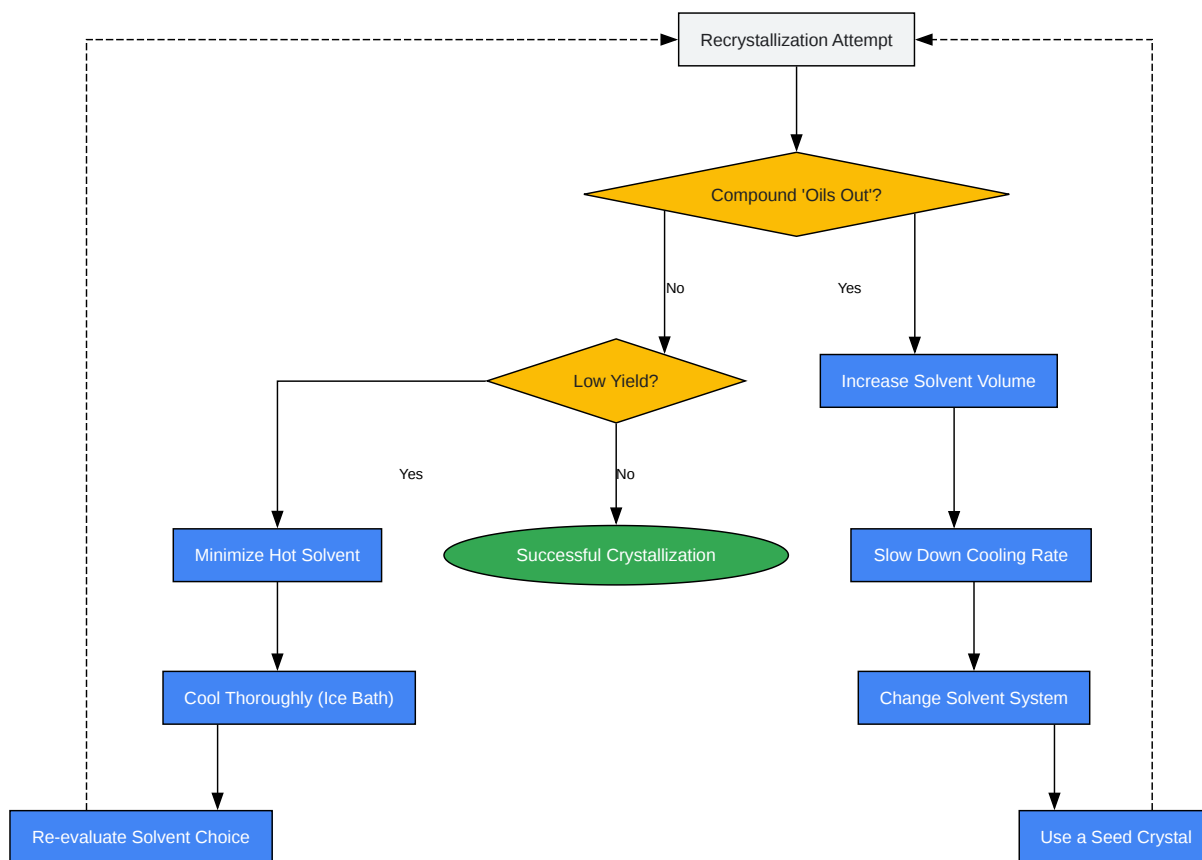 Recrystallization Attempt
Compound 'Oils Out'?
No
Yes
Low Yield?
Increase Solvent Volume
Yes
No
Minimize Hot Solvent
Successful Crystallization
Slow Down Cooling Rate
Cool Thoroughly (Ice Bath)
Change Solvent System
Re-evaluate Solvent Choice
Use a Seed Crystal